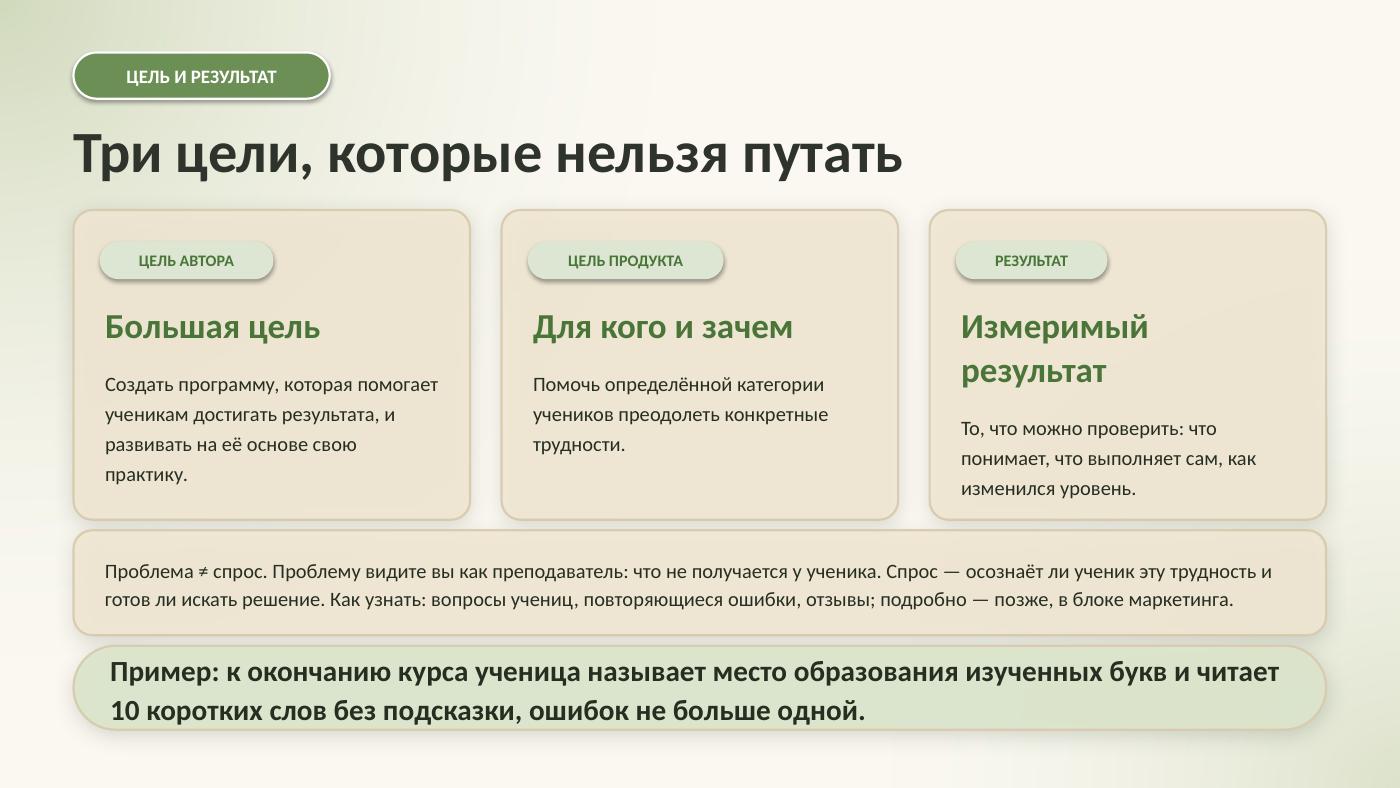 ЦЕЛЬ И РЕЗУЛЬТАТ
Три цели, которые нельзя путать
ЦЕЛЬ АВТОРА
Большая цель
Создать программу, которая помогает
ученикам достигать результата, и
развивать на её основе свою
практику.
ЦЕЛЬ ПРОДУКТА
Для кого и зачем
Помочь определённой категории
учеников преодолеть конкретные
трудности.
РЕЗУЛЬТАТ
Измеримый
результат
То, что можно проверить: что
понимает, что выполняет сам, как
изменился уровень.
Проблема ≠ спрос. Проблему видите вы как преподаватель: что не получается у ученика. Спрос — осознаёт ли ученик эту трудность и
готов ли искать решение. Как узнать: вопросы учениц, повторяющиеся ошибки, отзывы; подробно — позже, в блоке маркетинга.
Пример: к окончанию курса ученица называет место образования изученных букв и читает
10 коротких слов без подсказки, ошибок не больше одной.